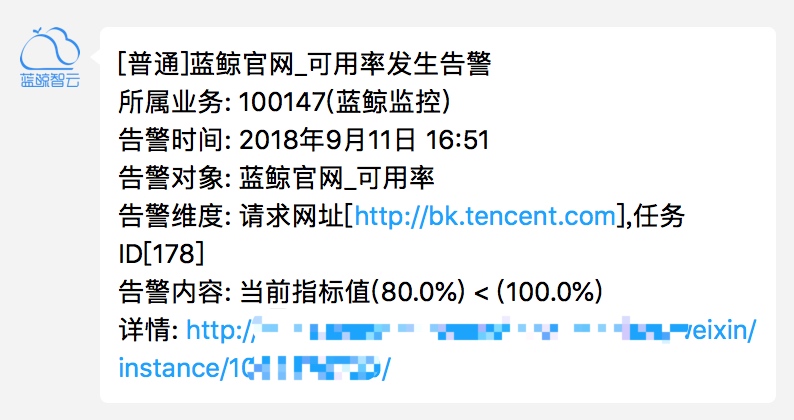 蓝鲸智云
[普通]蓝鲸官网_可用率发生告警
所属业务: 100147(蓝鲸监控)
告警时间: 2018年9月11日 16:51
告警对象: 蓝鲸官网_可用率
告警维度: 请求网址[http://bk.tencent.com],任务
ID[178]
告警内容: 当前指标值(80.0%) < (100.0%)
详情: http:/ eixin/
instance/10 /